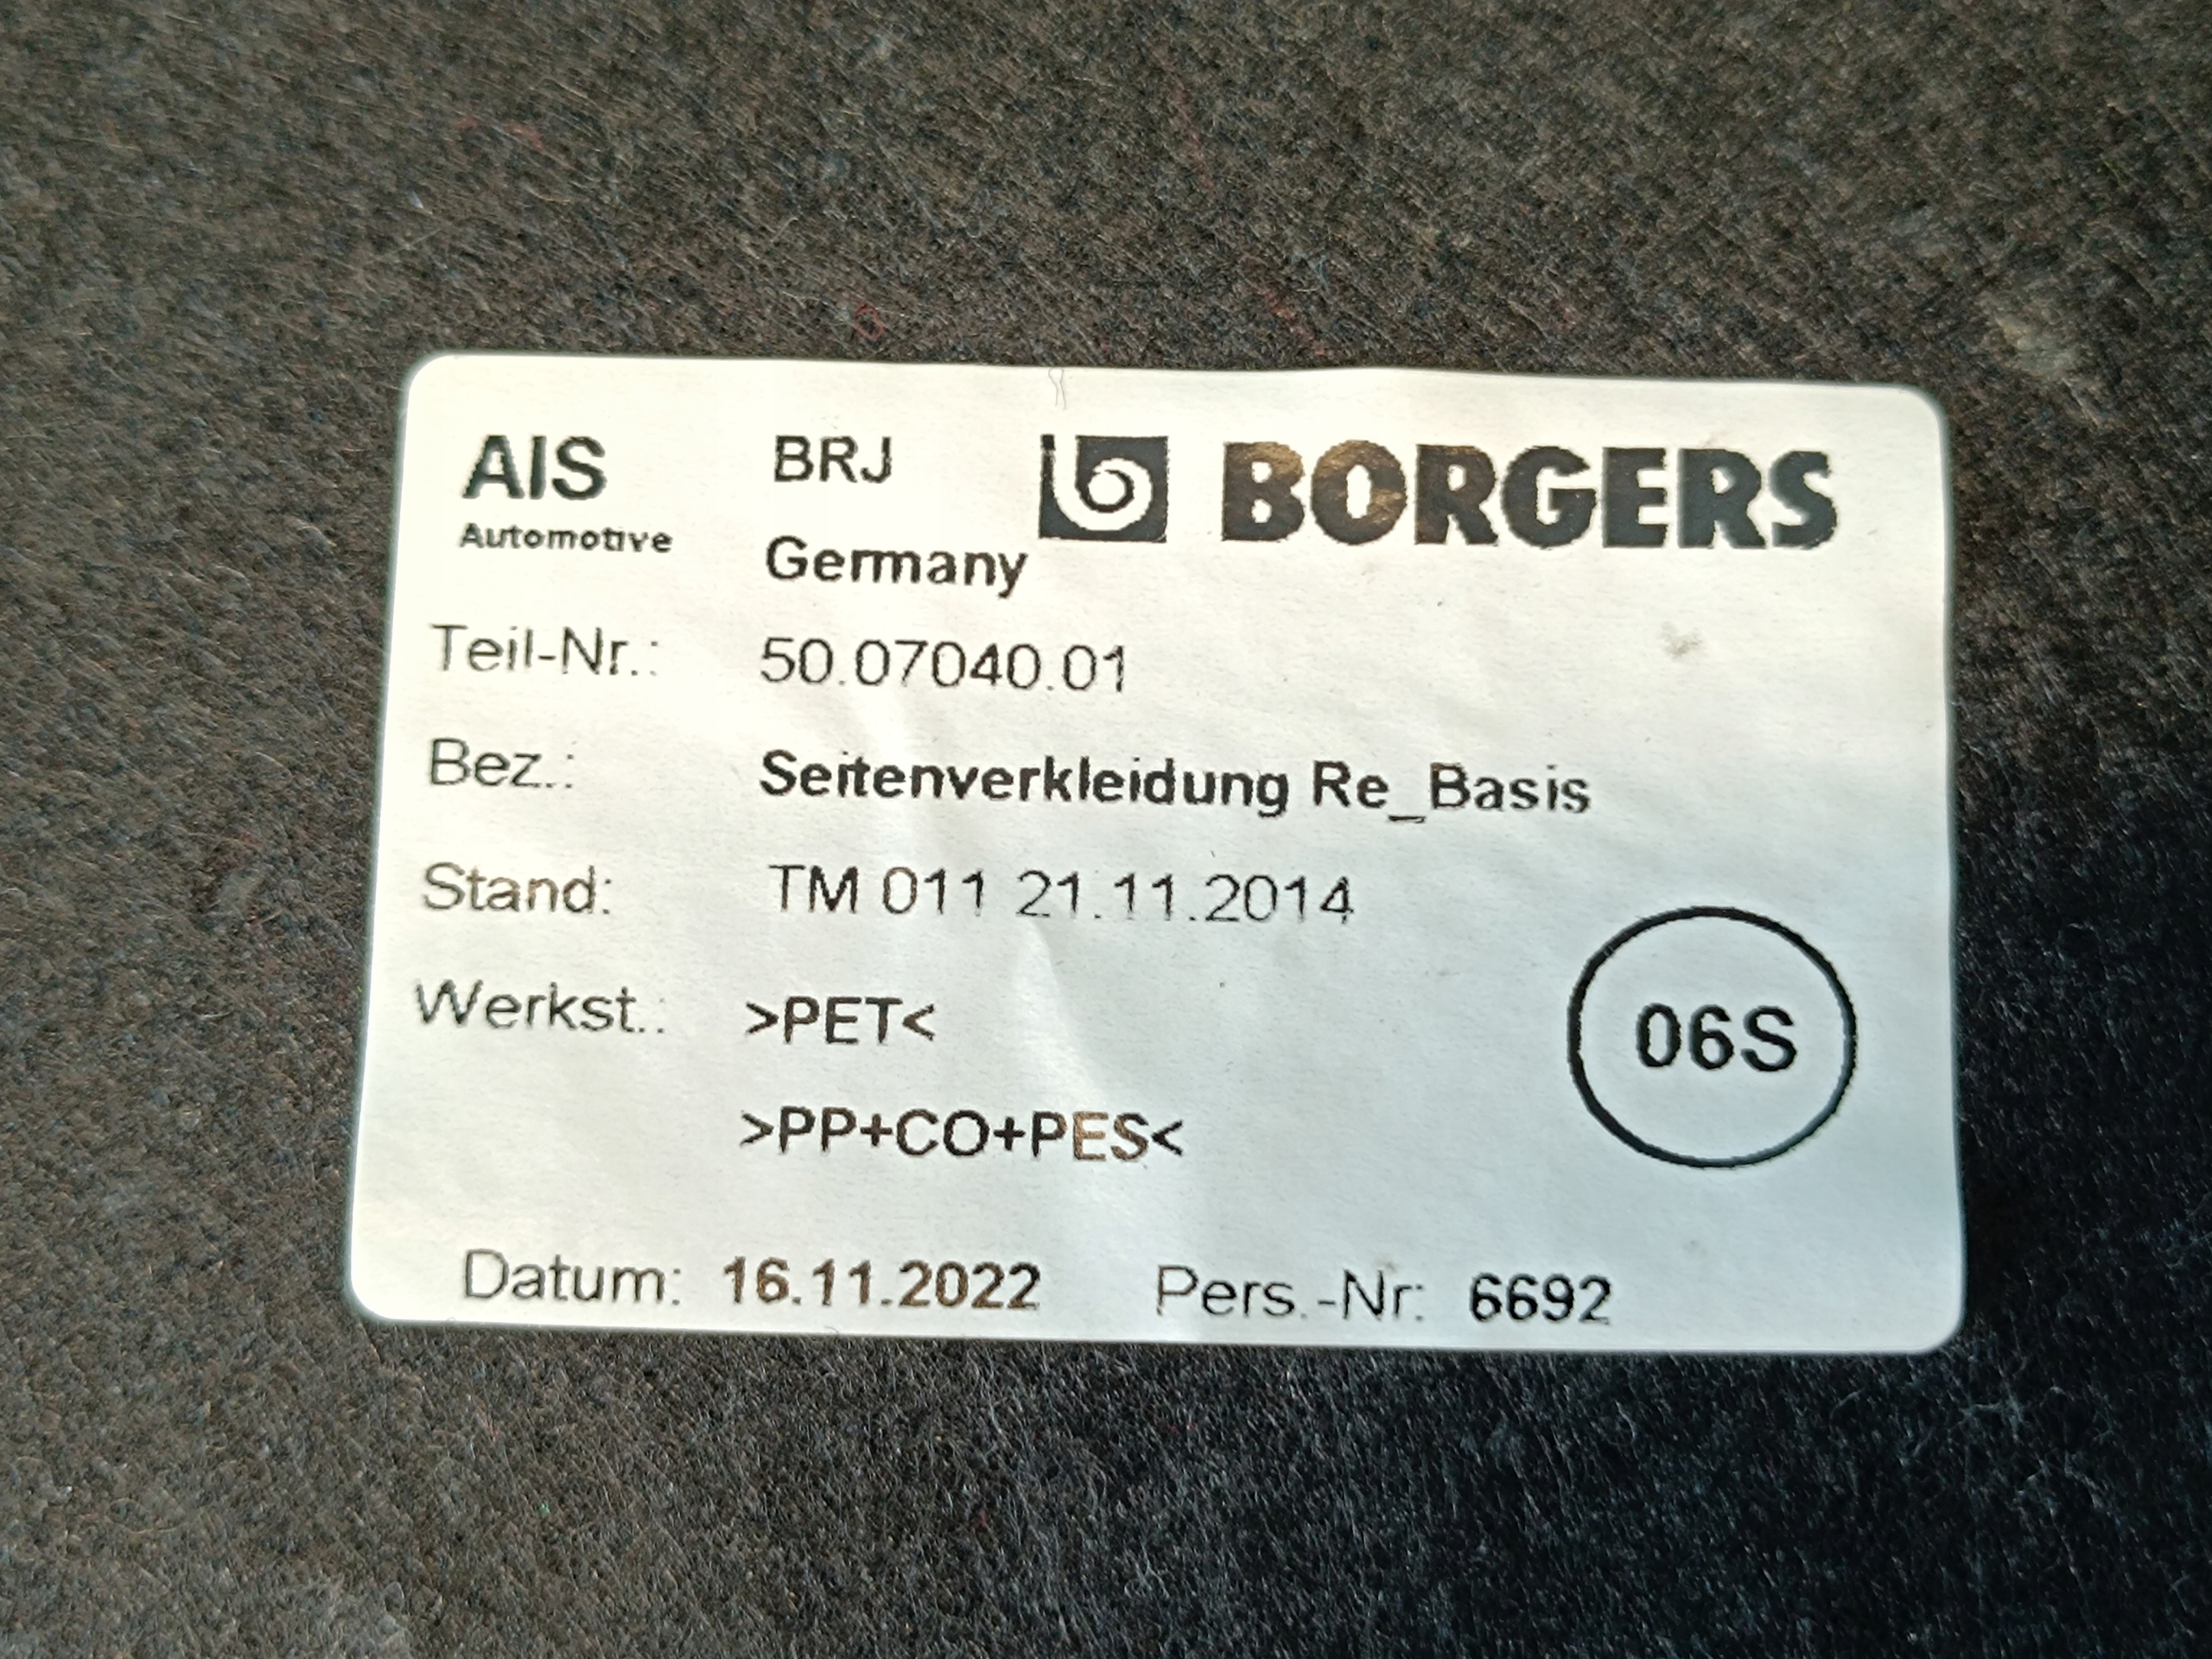 AIS BRJ BORGERS
Automotive Germany
Teil-Nr.: 50.07040.01
Bez.: Seitenverkleidung Re_Basis
Stand: TM 011 21.11.2014
Werkst.: >PET<
>PP+CO+PES<
06S
Datum: 16.11.2022 Pers.-Nr: 6692